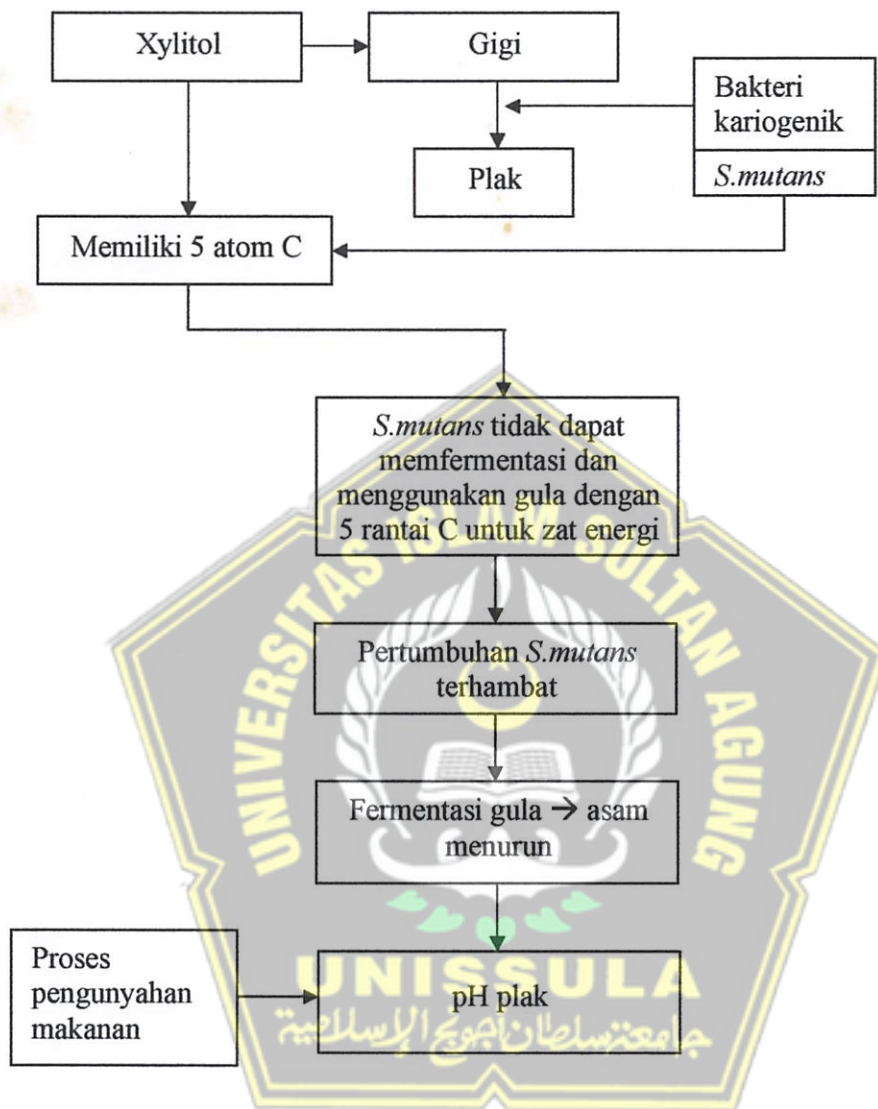 Xylitol
Gigi
Bakteri
kariogenik
S.mutans
Plak
Memiliki 5 atom C
S.mutans tidak dapat
memfermentasi dan
menggunakan gula dengan
5 rantai C untuk zat energi
Pertumbuhan S.mutans
terhambat
Fermentasi gula → asam
menurun
Proses
pengunyahan
makanan
pH plak
UNIVERSITAS ISLAM SULTAN AGUNG
UNISSULA
جامعة سلطان أجونج الإسلامية